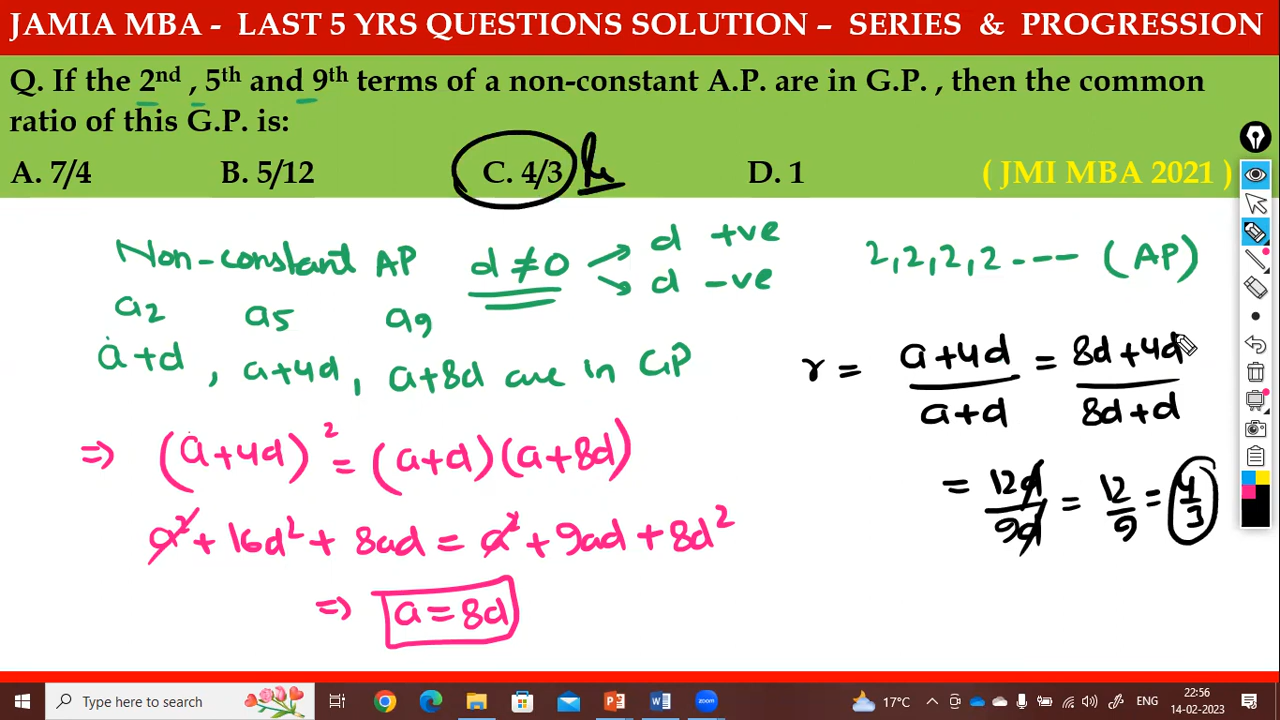 JAMIA MBA - LAST 5 YRS QUESTIONS SOLUTION – SERIES & PROGRESSION
Q. If the 2nd , 5th and 9th terms of a non-constant A.P. are in G.P. , then the common
ratio of this G.P. is:
A. 7/4 B. 5/12 C. 4/3 D. 1 ( JMI MBA 2021 )
Non-constant AP d ≠ 0 d +ve
d -ve
2,2,2,2---- (AP)
a2 a5 a9
a+d , a+4d, a+8d are in GP
r = (a+4d)/(a+d) = (8d+4d)/(8d+d)
= 12d/9d = 12/9 = 4/3
=> (a+4d)² = (a+d)(a+8d)
a² + 16d² + 8ad = a² + 9ad + 8d²
=> a = 8d
Type here to search
17°C
ENG
22:56
14-02-2023